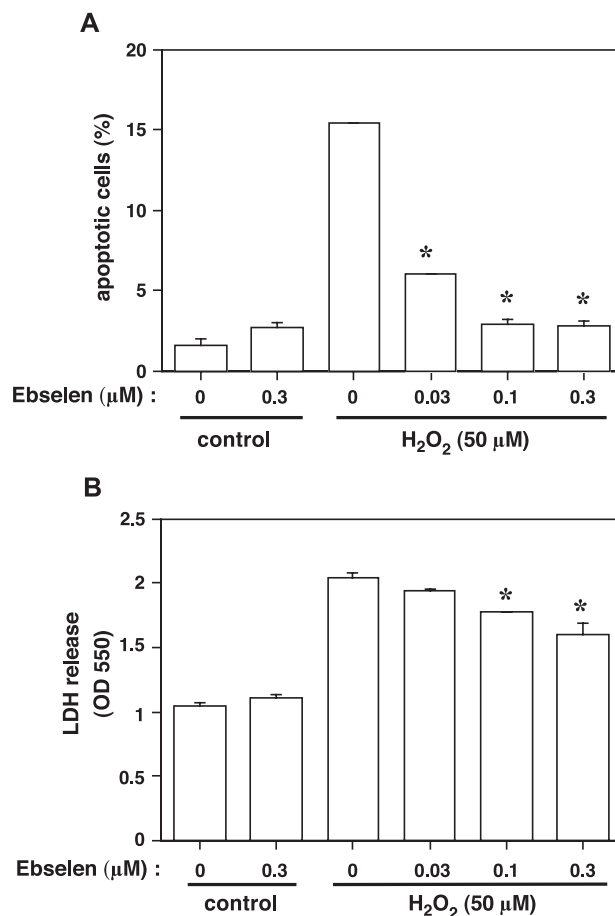 A
20
15
10
5
0
apoptotic cells (%)
*
*
*
Ebselen (μM) : 0 0.3 0 0.03 0.1 0.3
control H₂O₂ (50 μM)
B
2.5
2
1.5
1
0.5
0
LDH release
(OD 550)
*
*
Ebselen (μM) : 0 0.3 0 0.03 0.1 0.3
control H₂O₂ (50 μM)